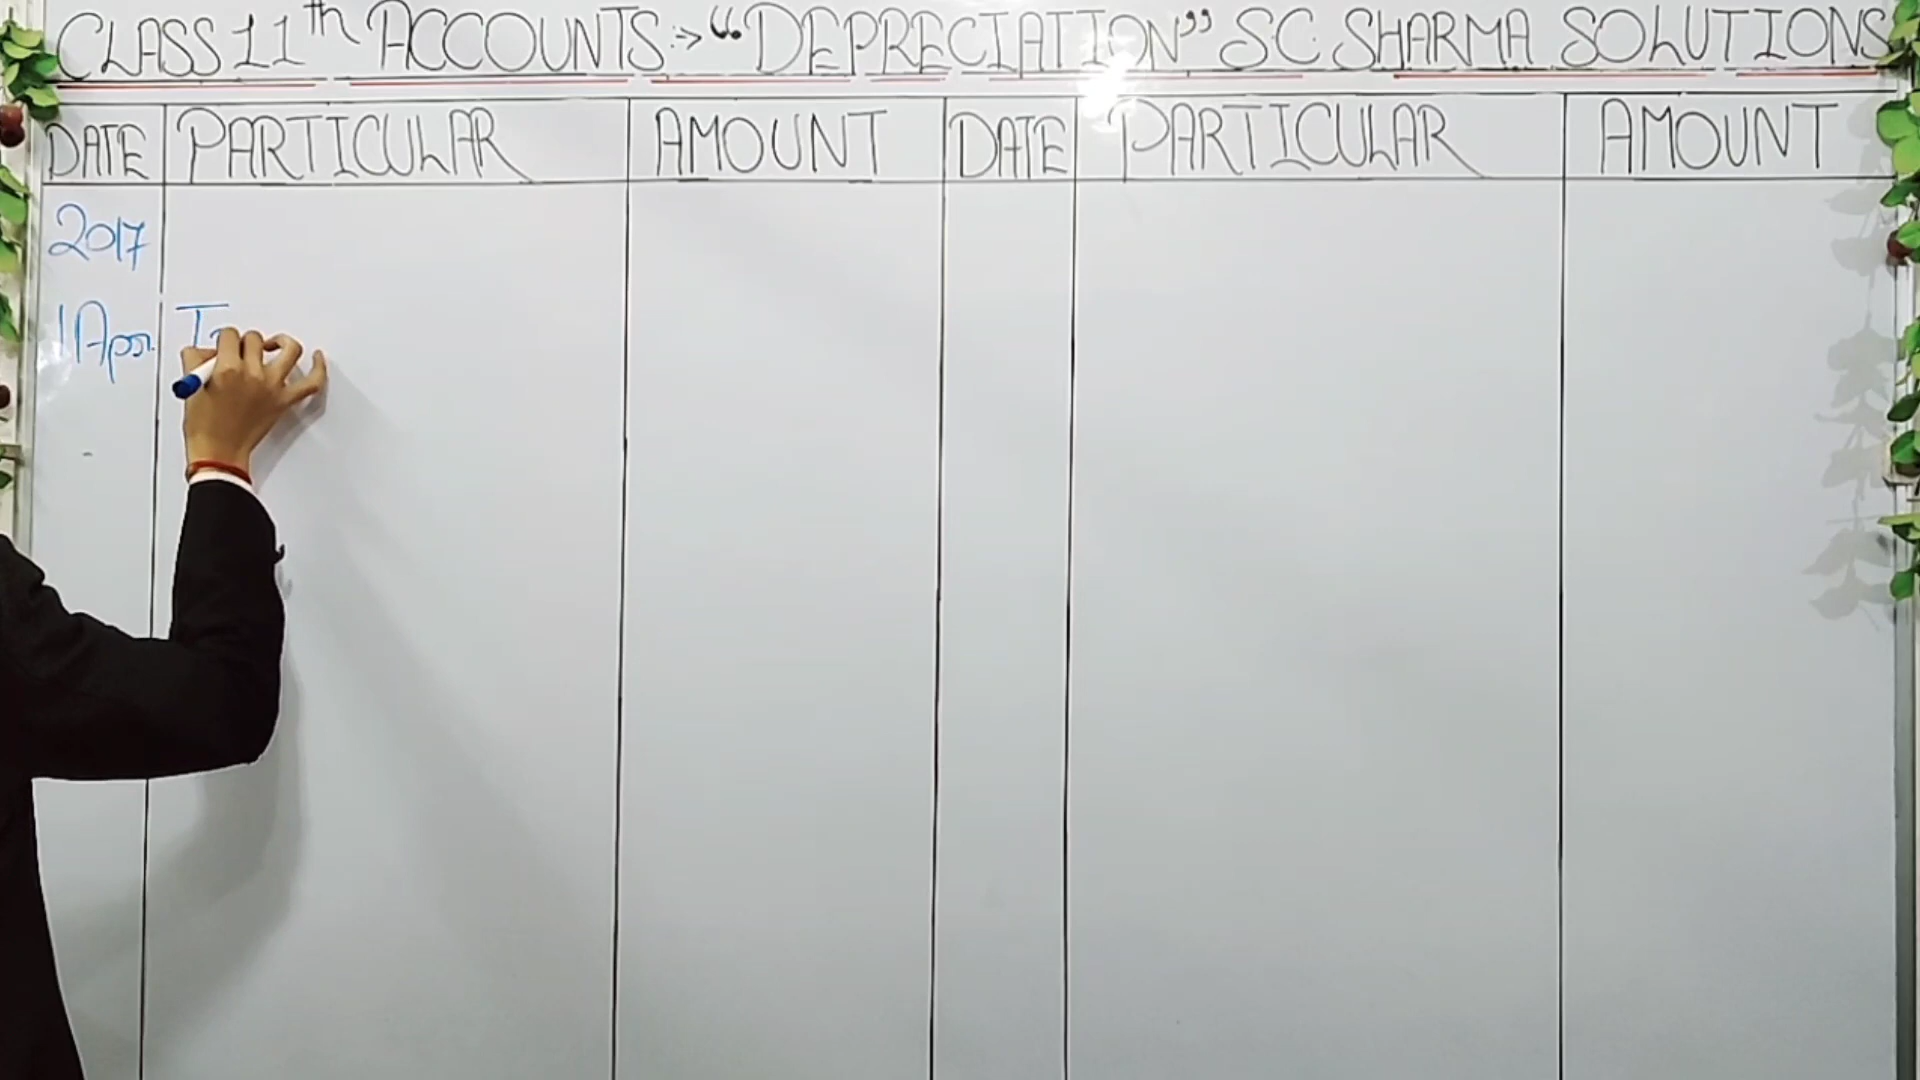 CLASS 11th ACCOUNTS :-> "DEPRECIATION" SC SHARMA SOLUTIONS
DATE PARTICULAR AMOUNT DATE PARTICULAR AMOUNT
2017
1 Apr.